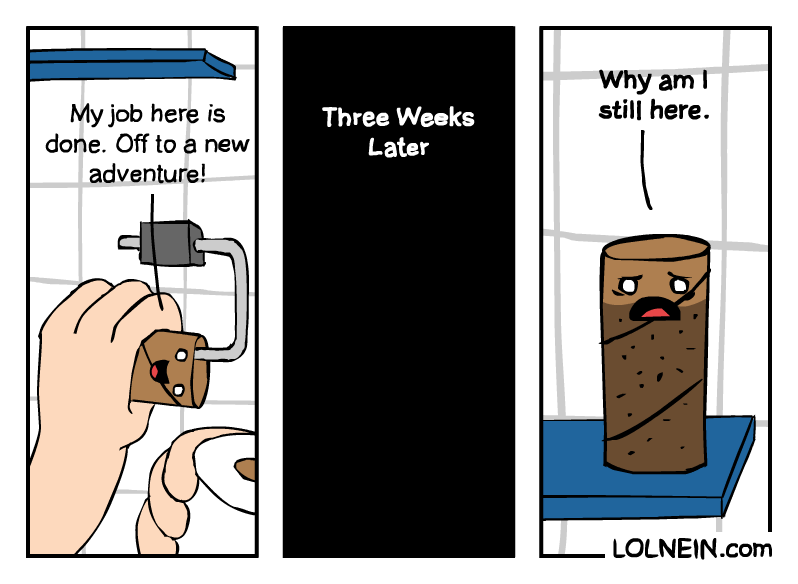 My job here is
done. Off to a new
adventure!
Three Weeks
Later
Why am I
still here.
LOLNEIN.com